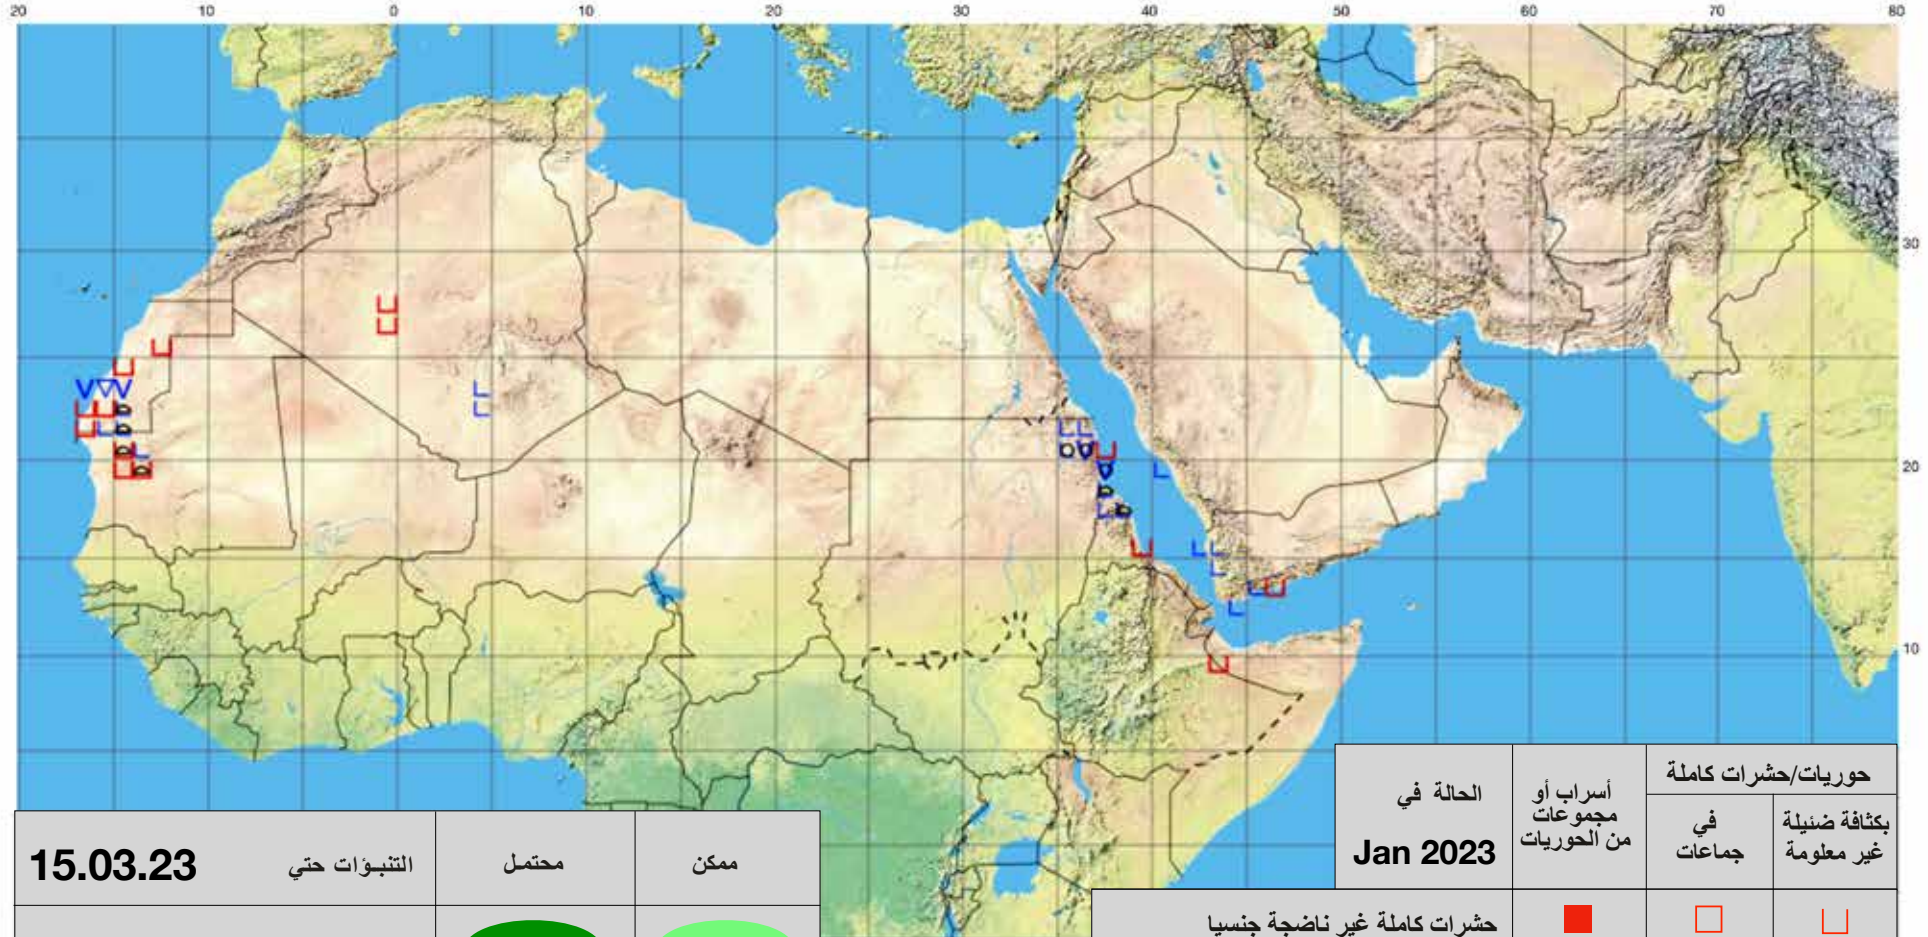 20 10 0 10 20 30 40 50 60 70 80
30
20
10
الحالة في
Jan 2023
أسراب أو
مجموعات
من الحوريات
حوريات/حشرات كاملة
في
جماعات
بكثافة ضئيلة
غير معلومة
حشرات كاملة غير ناضجة جنسيا
التنبـؤات حتي 15.03.23
محتمـل
ممكن